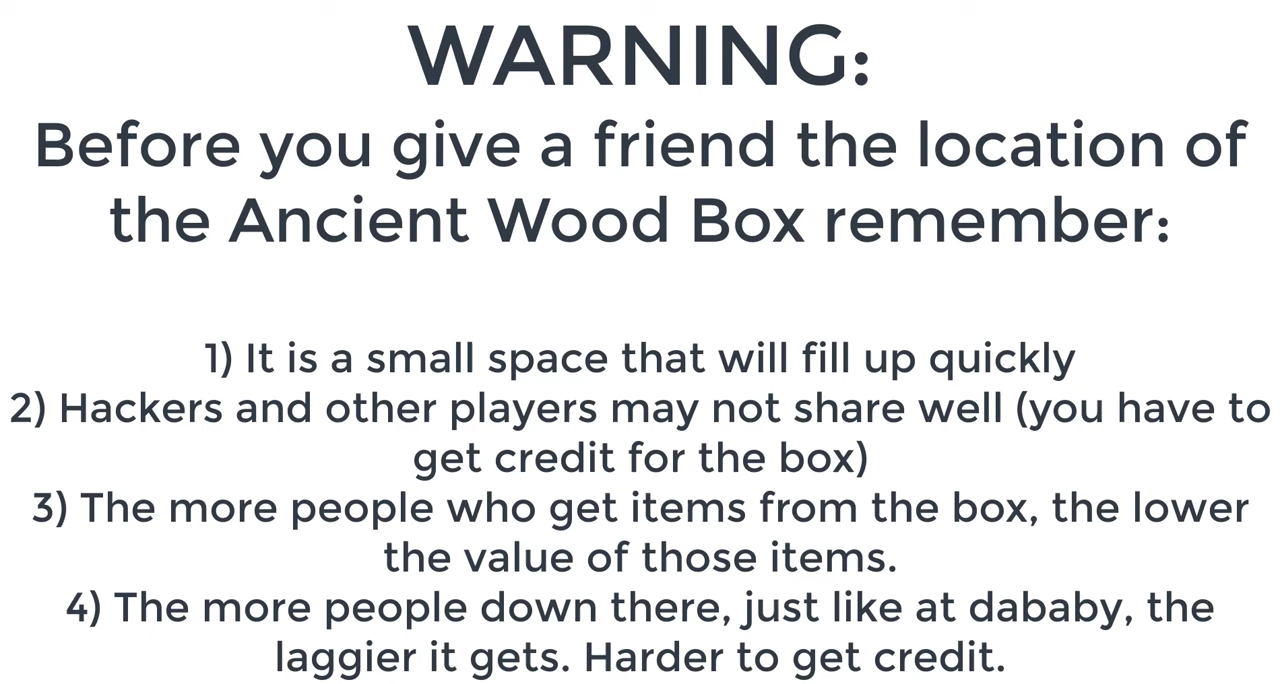 WARNING:
Before you give a friend the location of
the Ancient Wood Box remember:
1) It is a small space that will fill up quickly
2) Hackers and other players may not share well (you have to
get credit for the box)
3) The more people who get items from the box, the lower
the value of those items.
4) The more people down there, just like at dababy, the
laggier it gets. Harder to get credit.